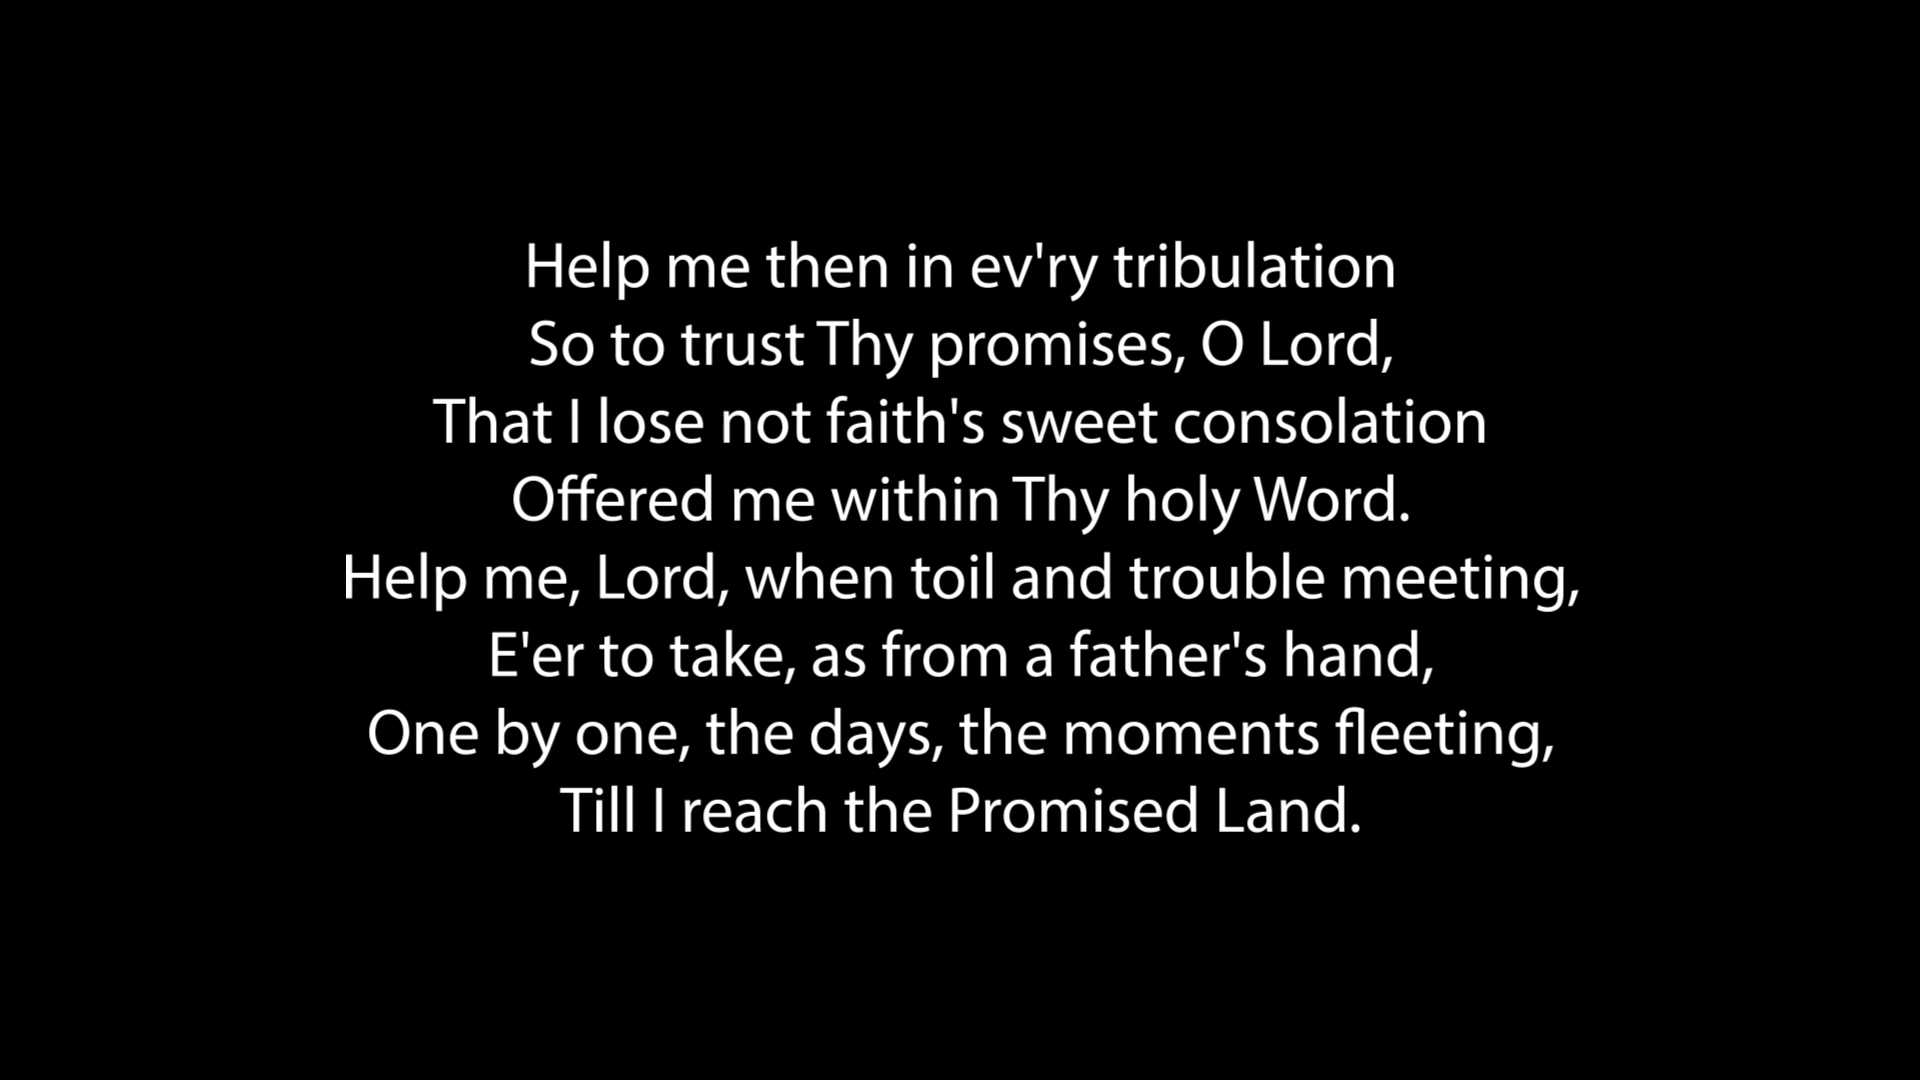 Help me then in ev'ry tribulation
So to trust Thy promises, O Lord,
That I lose not faith's sweet consolation
Offered me within Thy holy Word.
Help me, Lord, when toil and trouble meeting,
E'er to take, as from a father's hand,
One by one, the days, the moments fleeting,
Till I reach the Promised Land.